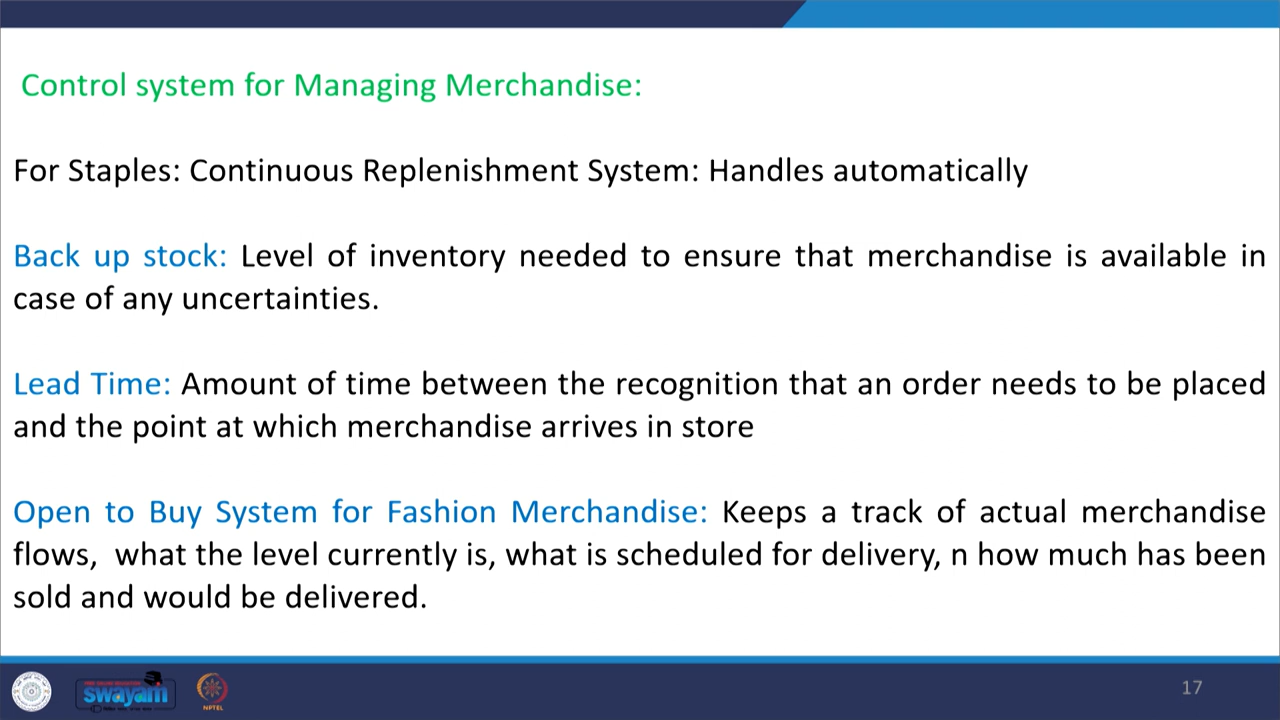 Control system for Managing Merchandise:
For Staples: Continuous Replenishment System: Handles automatically
Back up stock: Level of inventory needed to ensure that merchandise is available in
case of any uncertainties.
Lead Time: Amount of time between the recognition that an order needs to be placed
and the point at which merchandise arrives in store
Open to Buy System for Fashion Merchandise: Keeps a track of actual merchandise
flows,  what the level currently is, what is scheduled for delivery, n how much has been
sold and would be delivered.
swayam
NPTEL
17